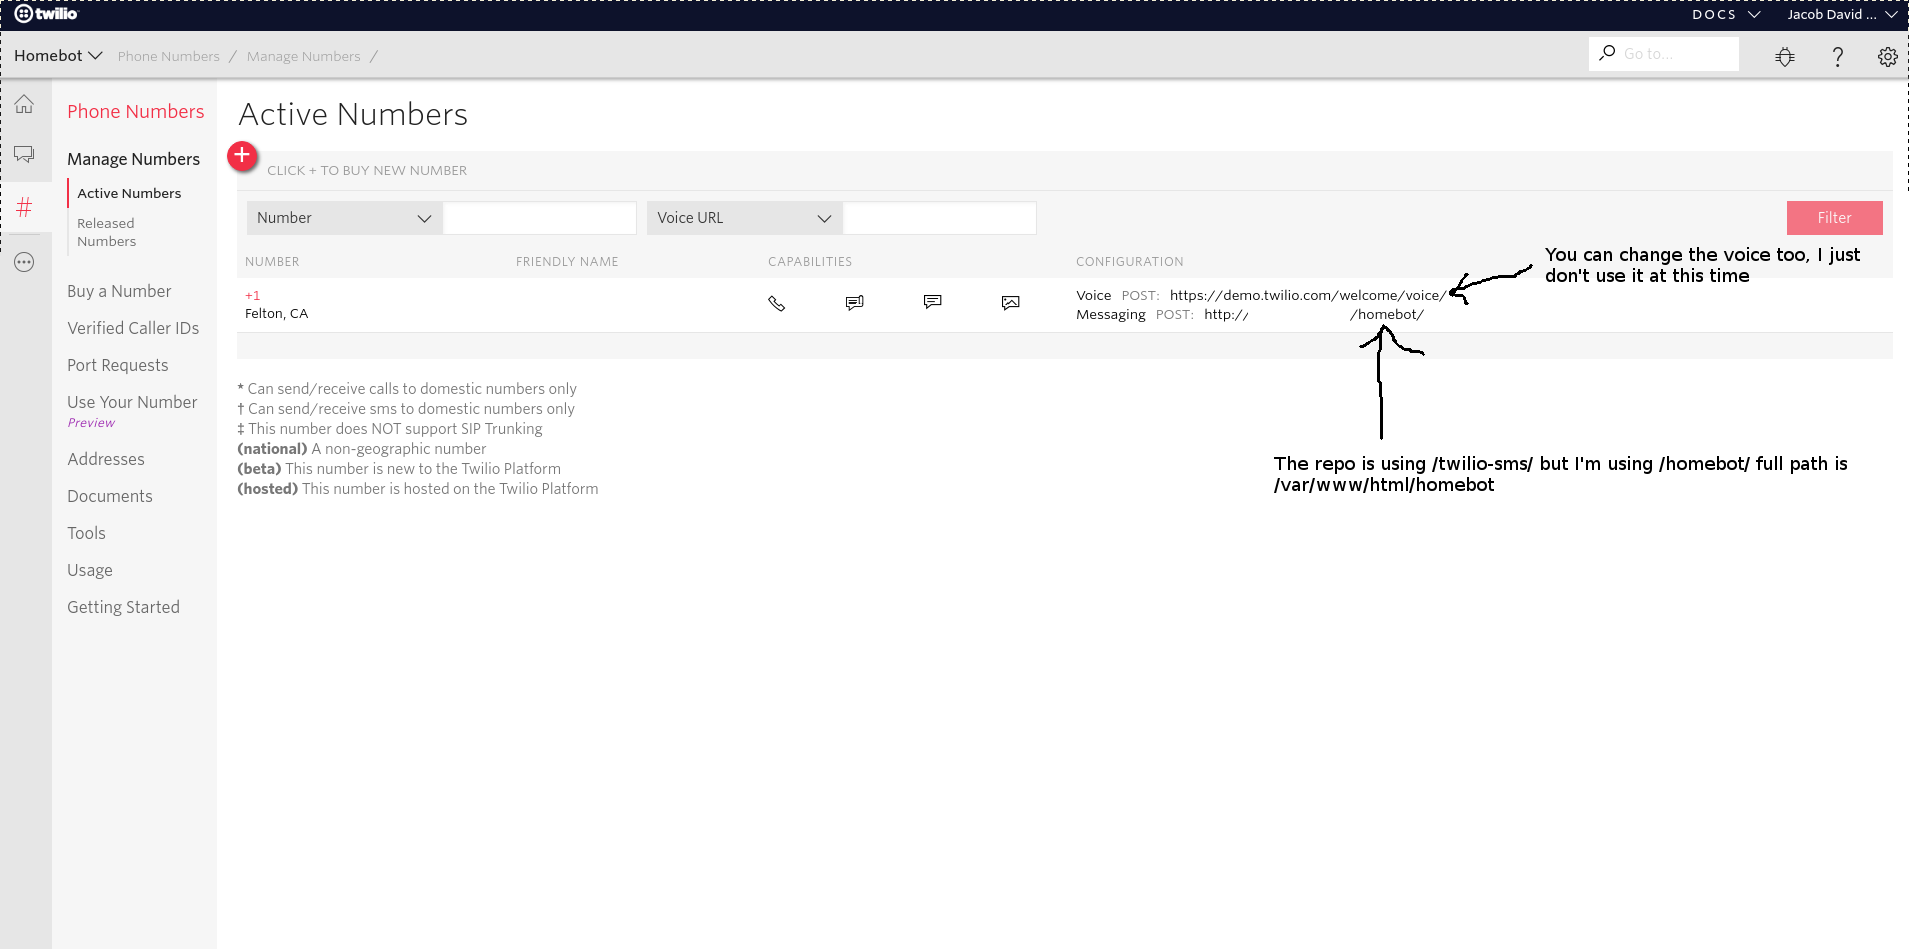 twilio
DOCS
Jacob David ...
Homebot
Phone Numbers /
Manage Numbers /
Go to...
?
Phone Numbers
Manage Numbers
Active Numbers
Released
Numbers
#
Buy a Number
Verified Caller IDs
Port Requests
Use Your Number
Preview
Addresses
Documents
Tools
Usage
Getting Started
Active Numbers
+
CLICK + TO BUY NEW NUMBER
Number
Voice URL
Filter
NUMBER
FRIENDLY NAME
CAPABILITIES
CONFIGURATION
+1
Felton, CA
Voice POST: https://demo.twilio.com/welcome/voice/
Messaging POST: http:// /homebot/
You can change the voice too, I just
don't use it at this time
The repo is using /twilio-sms/ but I'm using /homebot/ full path is
/var/www/html/homebot
* Can send/receive calls to domestic numbers only
† Can send/receive sms to domestic numbers only
‡ This number does NOT support SIP Trunking
(national) A non-geographic number
(beta) This number is new to the Twilio Platform
(hosted) This number is hosted on the Twilio Platform